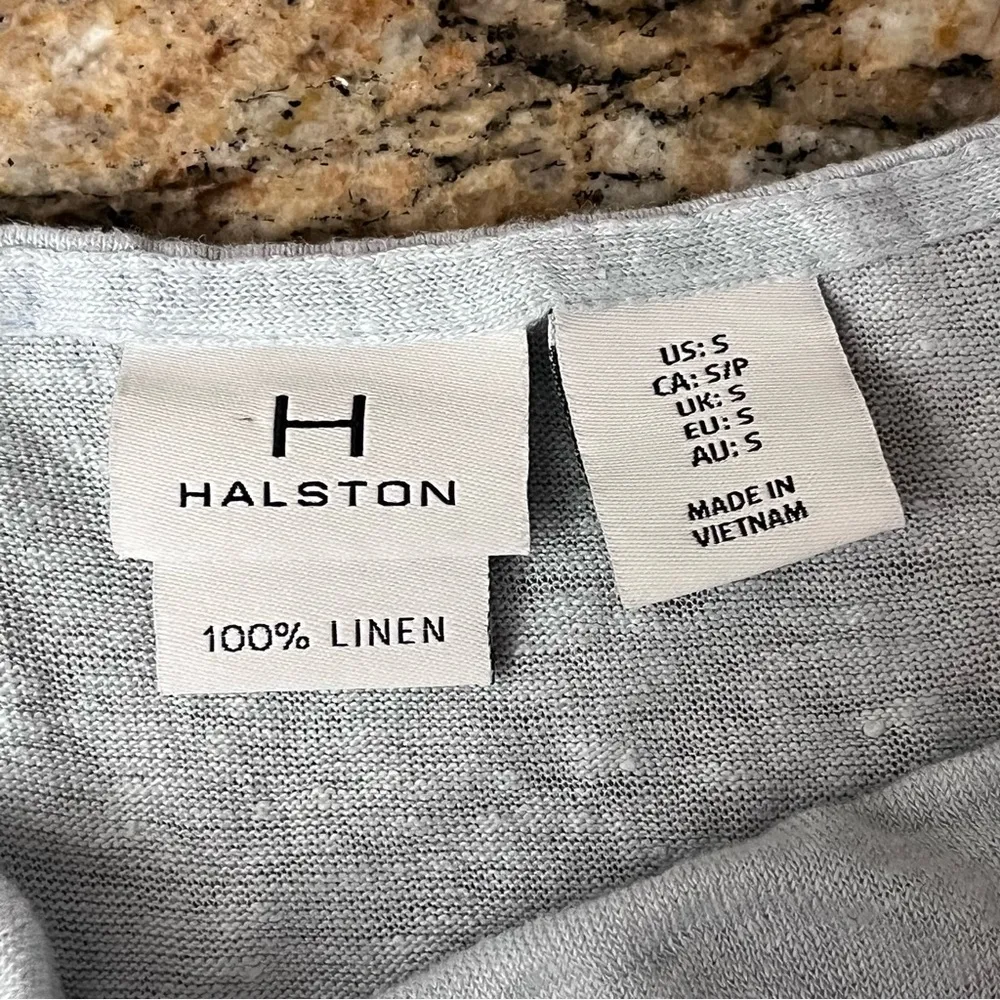 H
HALSTON
100% LINEN
US: S
CA: S/P
UK: S
EU: S
AU: S
MADE IN
VIETNAM